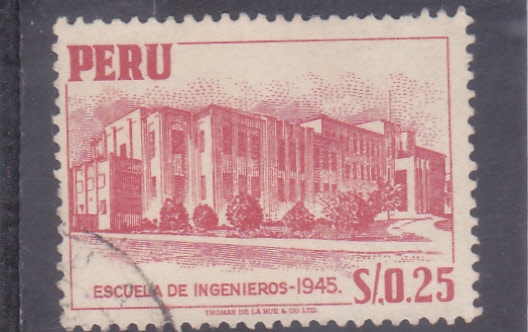 PERU
ESCUELA DE INGENIEROS-1945.
S/.0.25
THOMAS DE LA RUE & CO. LTD.